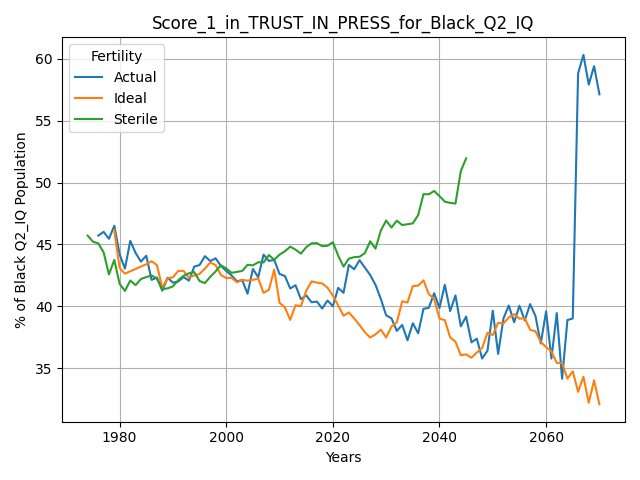 Score_1_in_TRUST_IN_PRESS_for_Black_Q2_IQ
Fertility
Actual
Ideal
Sterile
% of Black Q2_IQ Population
60
55
50
45
40
35
1980
2000
2020
2040
2060
Years